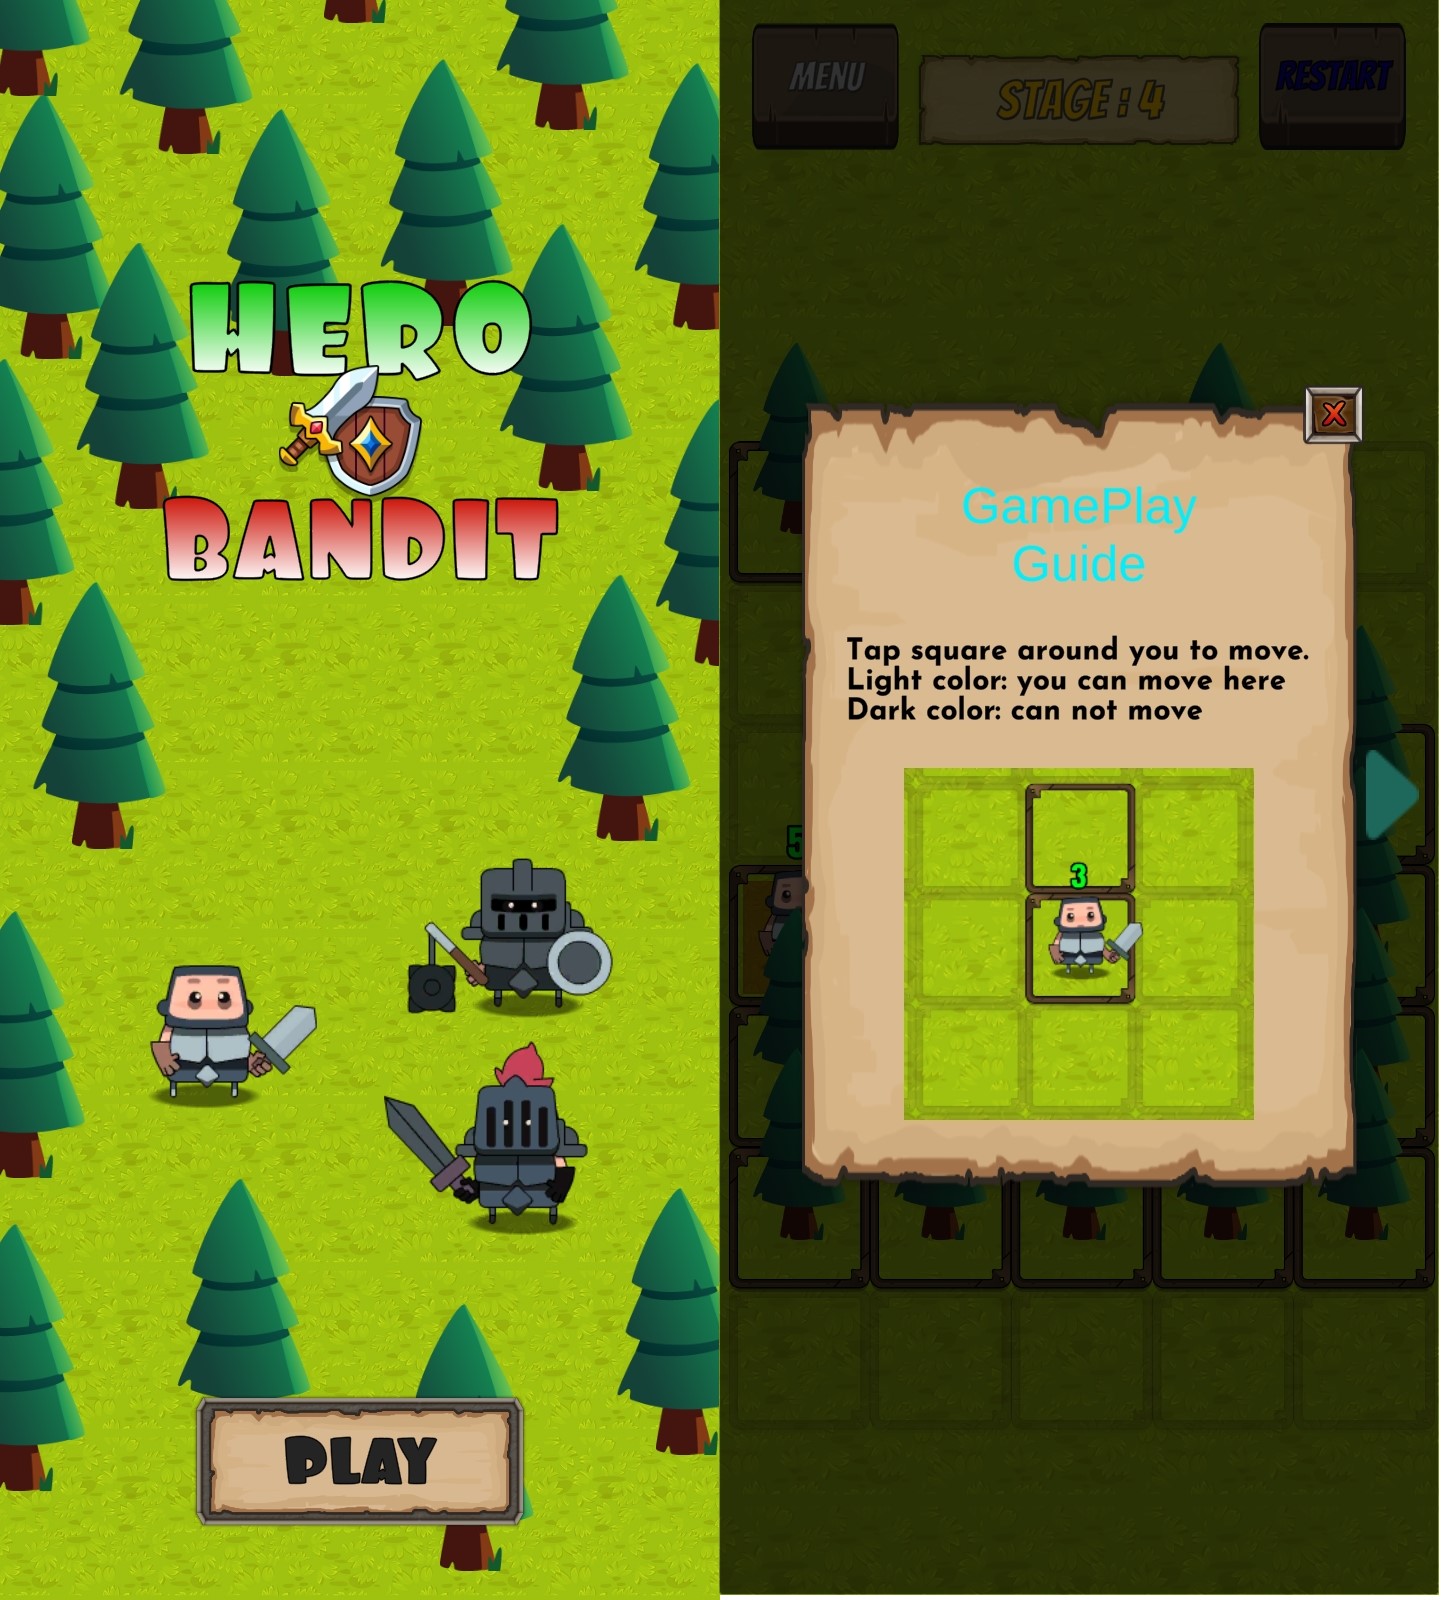 HERO
BANDIT
PLAY
MENU
STAGE : 4
RESTART
GamePlay
Guide
Tap square around you to move.
Light color: you can move here
Dark color: can not move
5
3